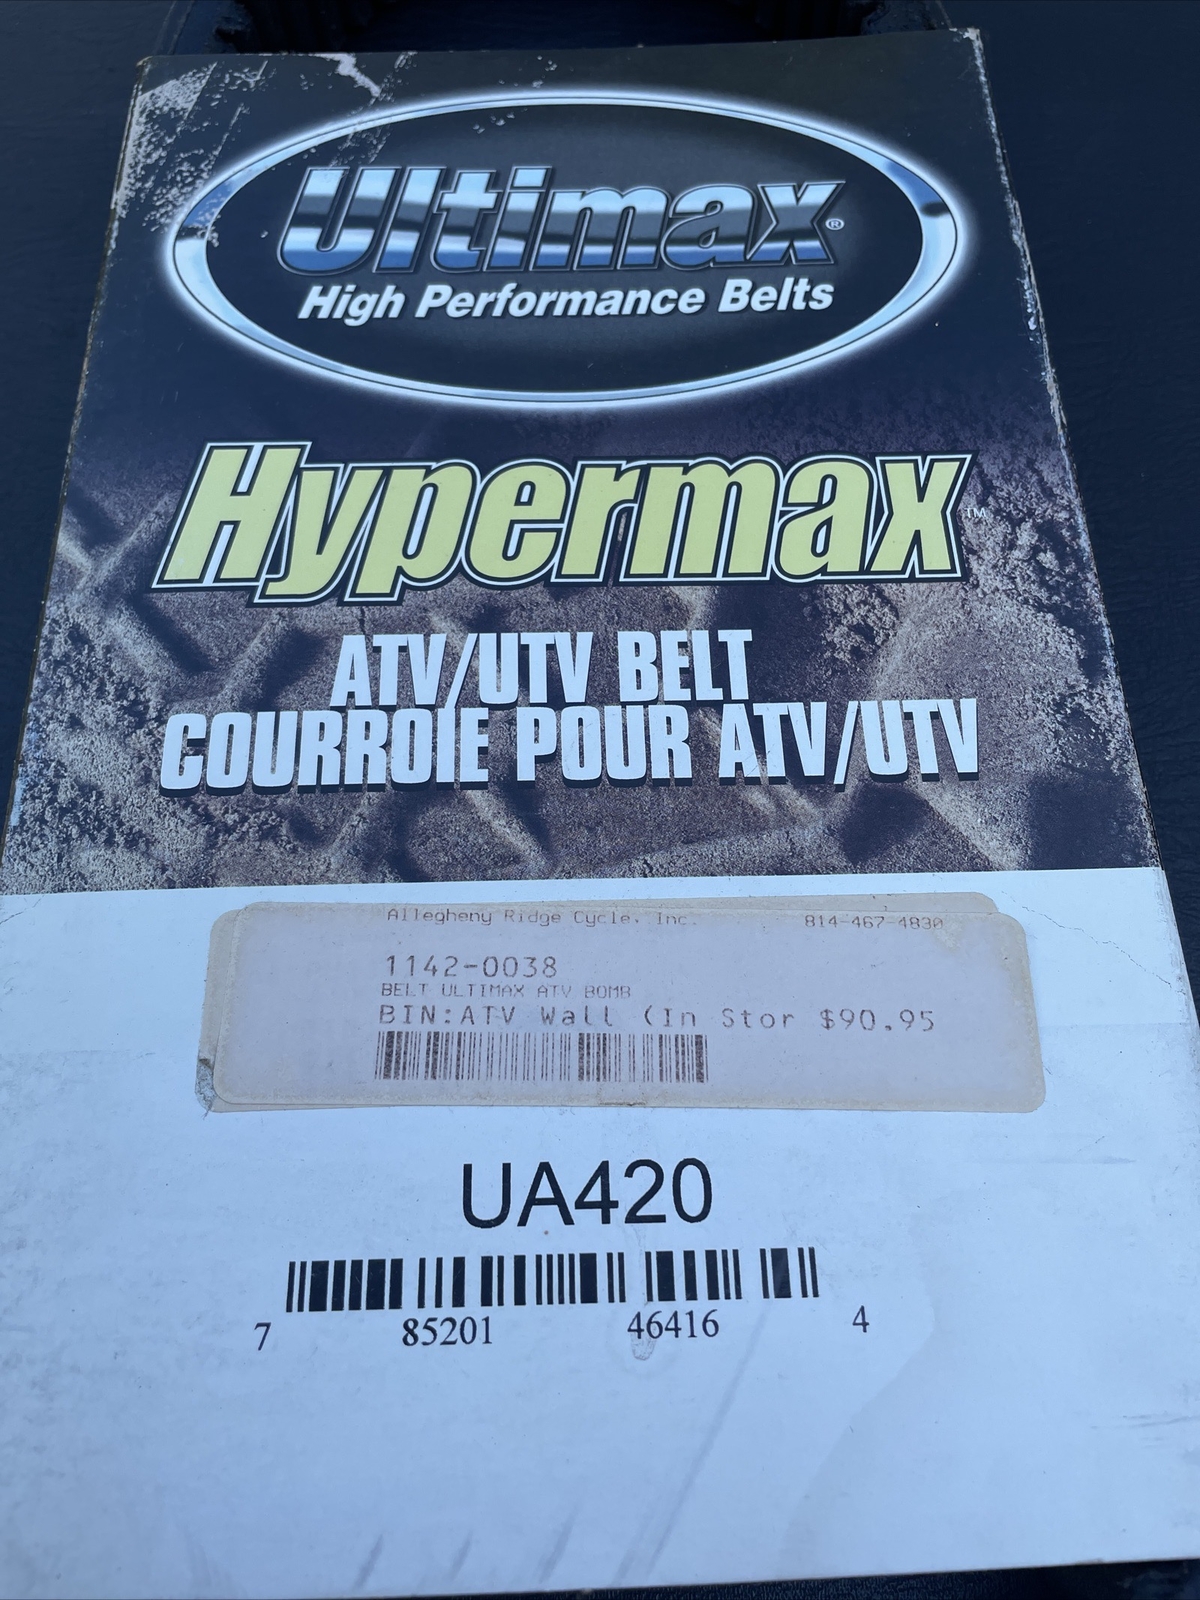 Ultimax®
High Performance Belts
Hypermax™
ATV/UTV BELT
COURROIE POUR ATV/UTV
Allegheny Ridge Cycle, Inc. 814-467-4830
1142-0038
BELT ULTIMAX ATV BOMB
BIN:ATV Wall (In Stor $90.95
UA420
7 85201 46416 4